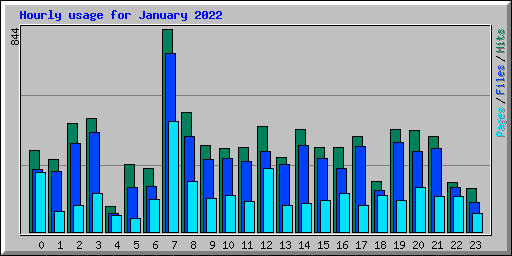 Hourly usage for January 2022
844
Pages / Files / Hits
0 1 2 3 4 5 6 7 8 9 10 11 12 13 14 15 16 17 18 19 20 21 22 23